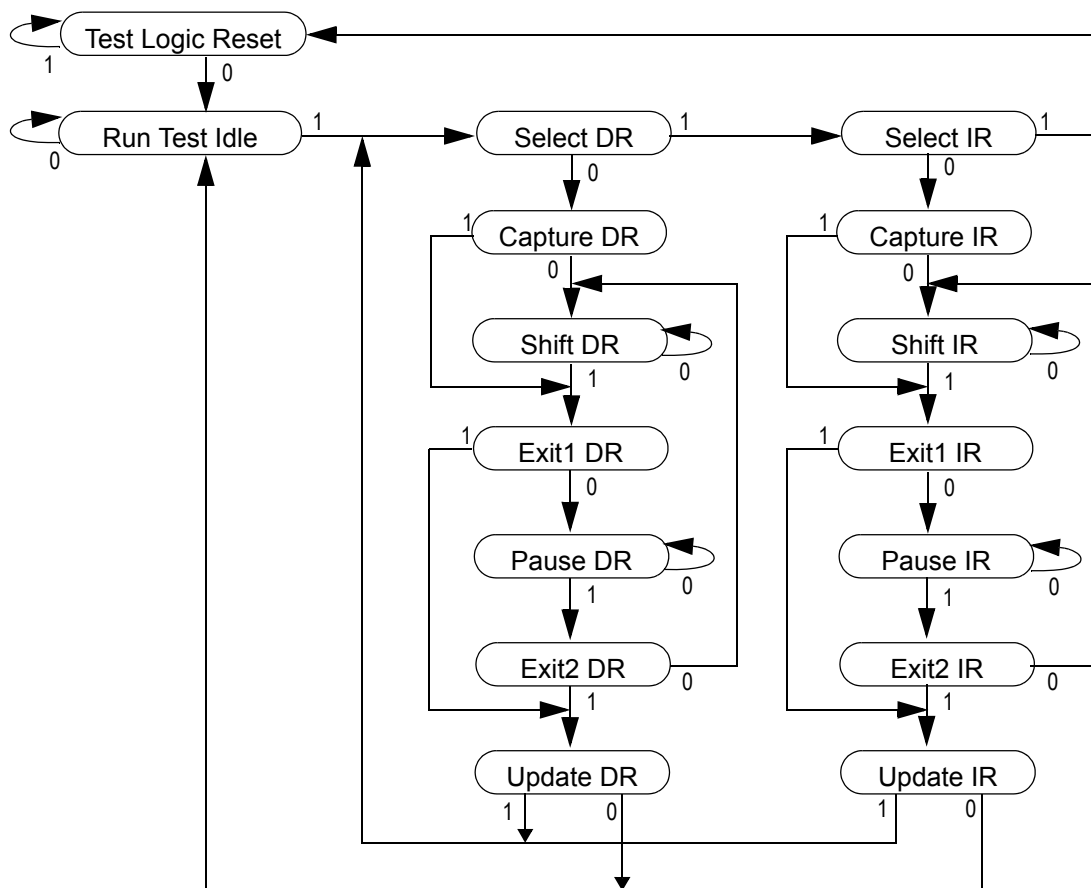 Test Logic Reset
1
0
Run Test Idle
1
0
Select DR
1
0
Select IR
1
0
Capture DR
1
0
Capture IR
1
0
Shift DR
0
1
Shift IR
0
1
Exit1 DR
1
0
Exit1 IR
1
0
Pause DR
0
1
Pause IR
0
1
Exit2 DR
0
1
Exit2 IR
0
1
Update DR
1
0
Update IR
1
0